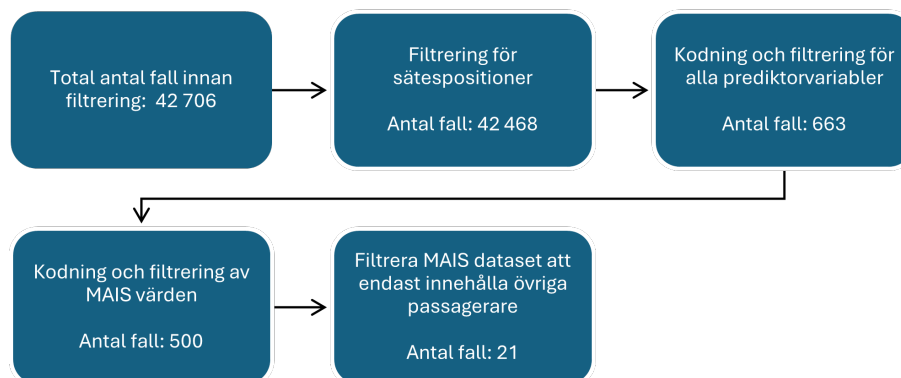 Total antal fall innan
filtrering:  42 706
Filtrering för
sätespositioner
Antal fall: 42 468
Kodning och filtrering för
alla prediktorvariabler
Antal fall: 663
Kodning och filtrering av
MAIS värden
Antal fall: 500
Filtrera MAIS dataset att
endast innehålla övriga
passagerare
Antal fall: 21